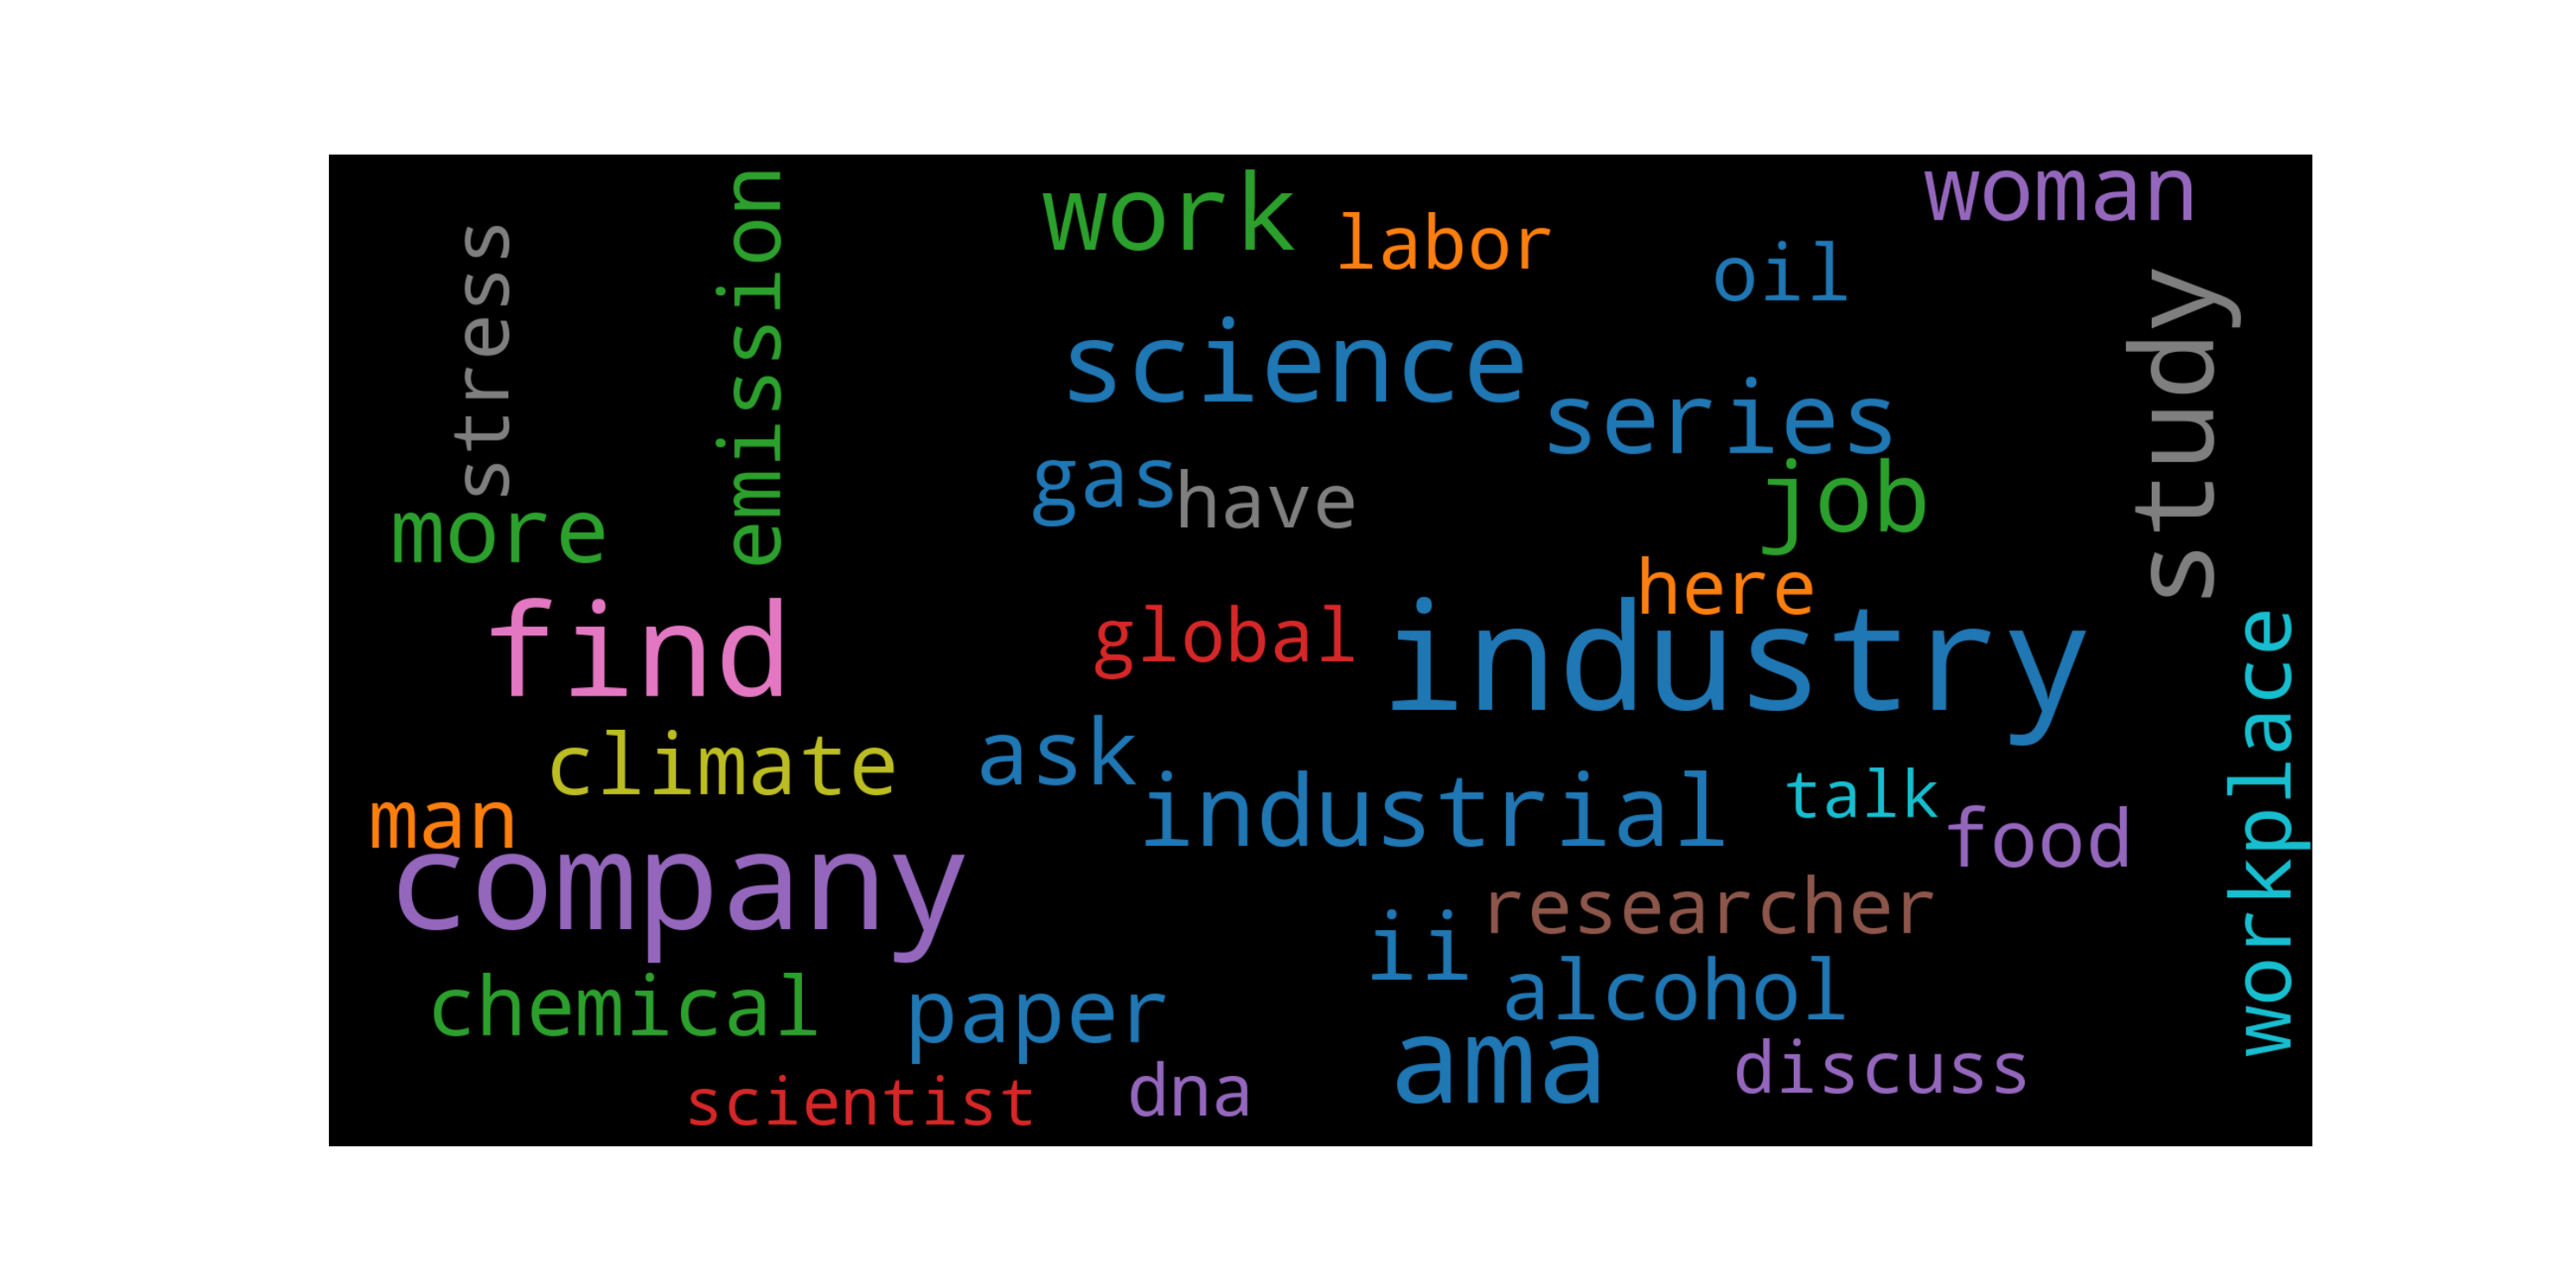 stress
emission
work
labor
woman
oil
science
series
study
gas
have
job
more
here
find
global
industry
climate
ask
workplace
man
industrial
talk
food
company
researcher
ii
alcohol
chemical
paper
ama
discuss
scientist
dna